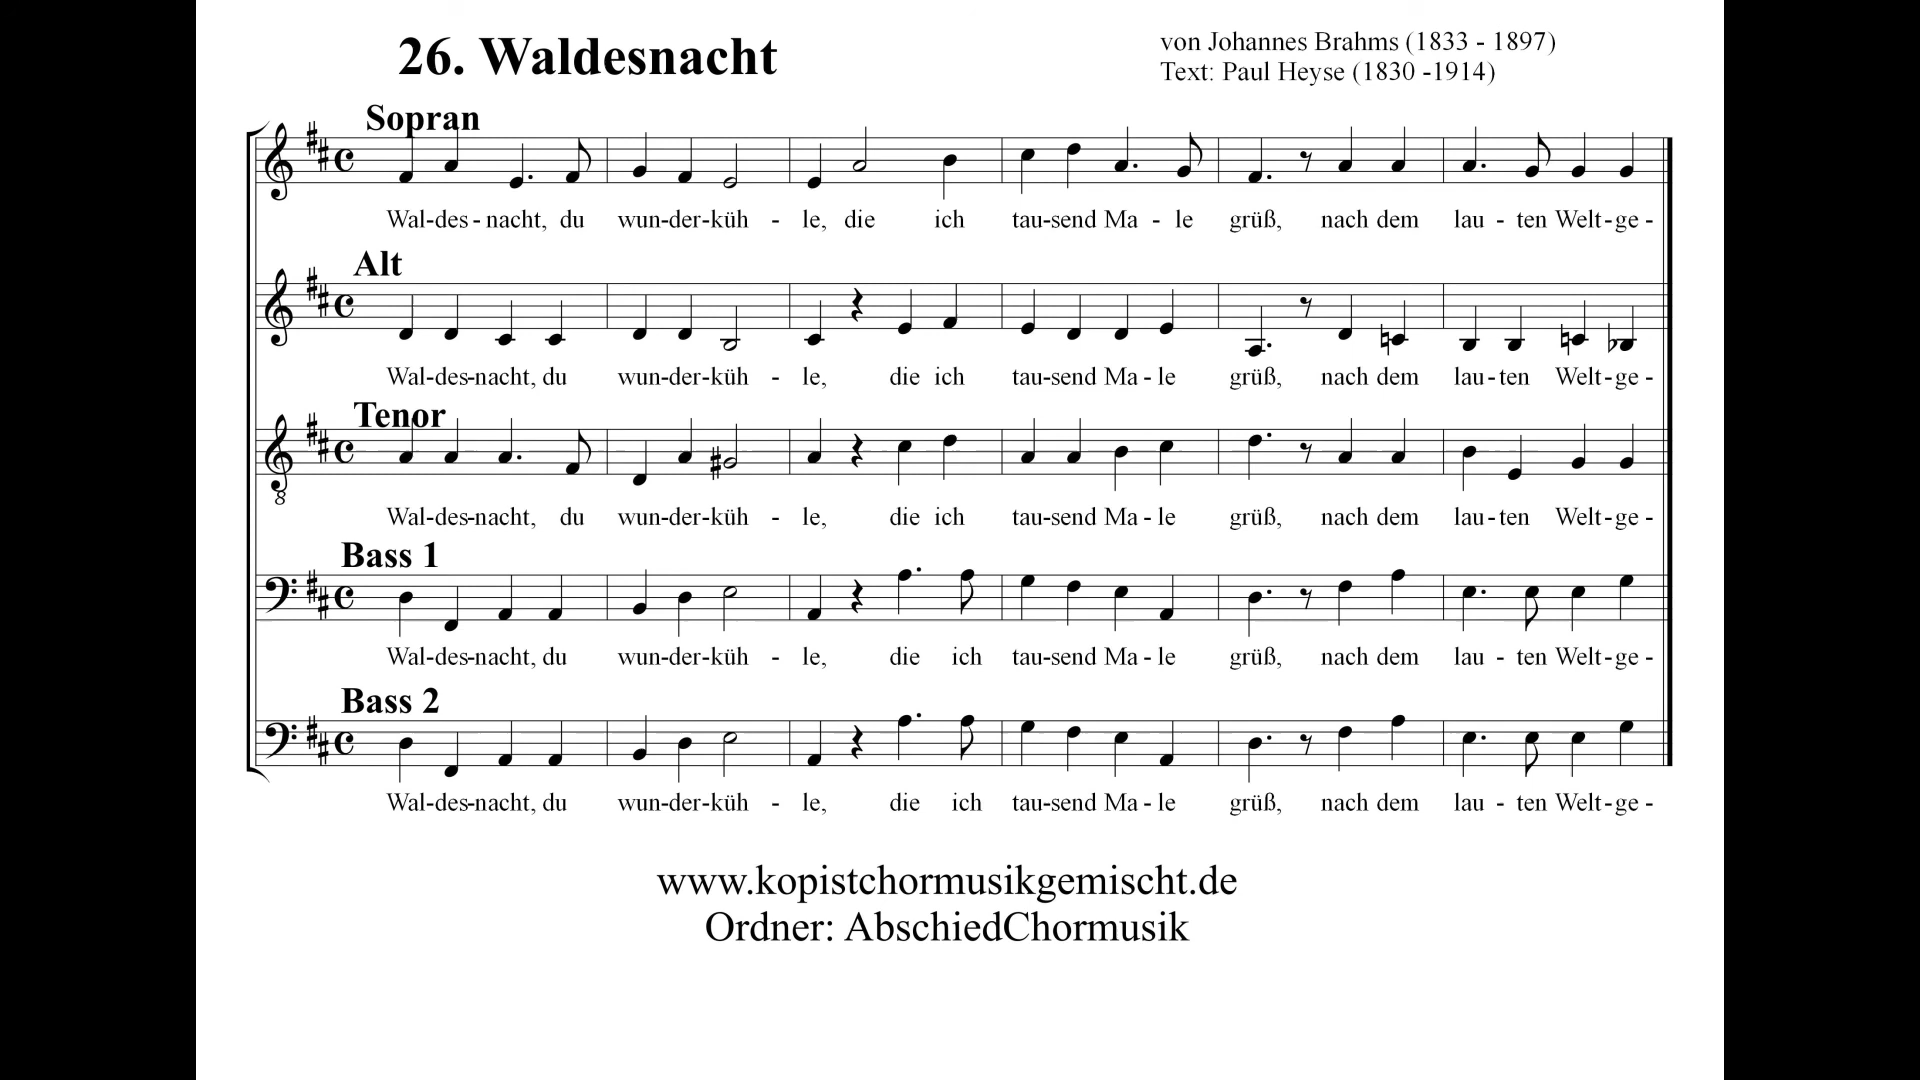 26. Waldesnacht
von Johannes Brahms (1833 - 1897)
Text: Paul Heyse (1830 -1914)
Sopran
Wal-des - nacht, du wun-der-küh - le, die ich tau-send Ma - le grüß, nach dem lau - ten Welt-ge -
Alt
Wal-des-nacht, du wun-der-küh - le, die ich tau-send Ma - le grüß, nach dem lau-ten Welt-ge -
Tenor
8
Wal-des-nacht, du wun-der-küh - le, die ich tau-send Ma - le grüß, nach dem lau-ten Welt-ge -
Bass 1
Wal-des-nacht, du wun-der-küh - le, die ich tau-send Ma - le grüß, nach dem lau - ten Welt-ge -
Bass 2
Wal-des-nacht, du wun-der-küh - le, die ich tau-send Ma - le grüß, nach dem lau - ten Welt-ge -
www.kopistchormusikgemischt.de
Ordner: AbschiedChormusik